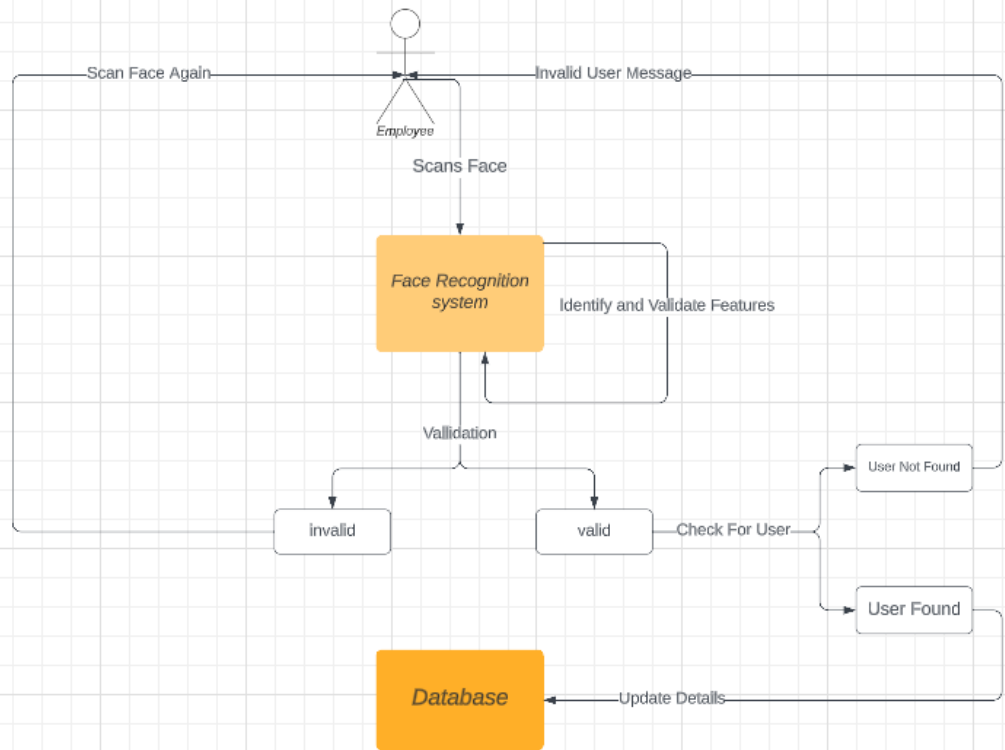 Scan Face Again
Invalid User Message
Employee
Scans Face
Face Recognition
system
Identify and Validate Features
Vallidation
User Not Found
invalid
valid
Check For User
User Found
Database
Update Details